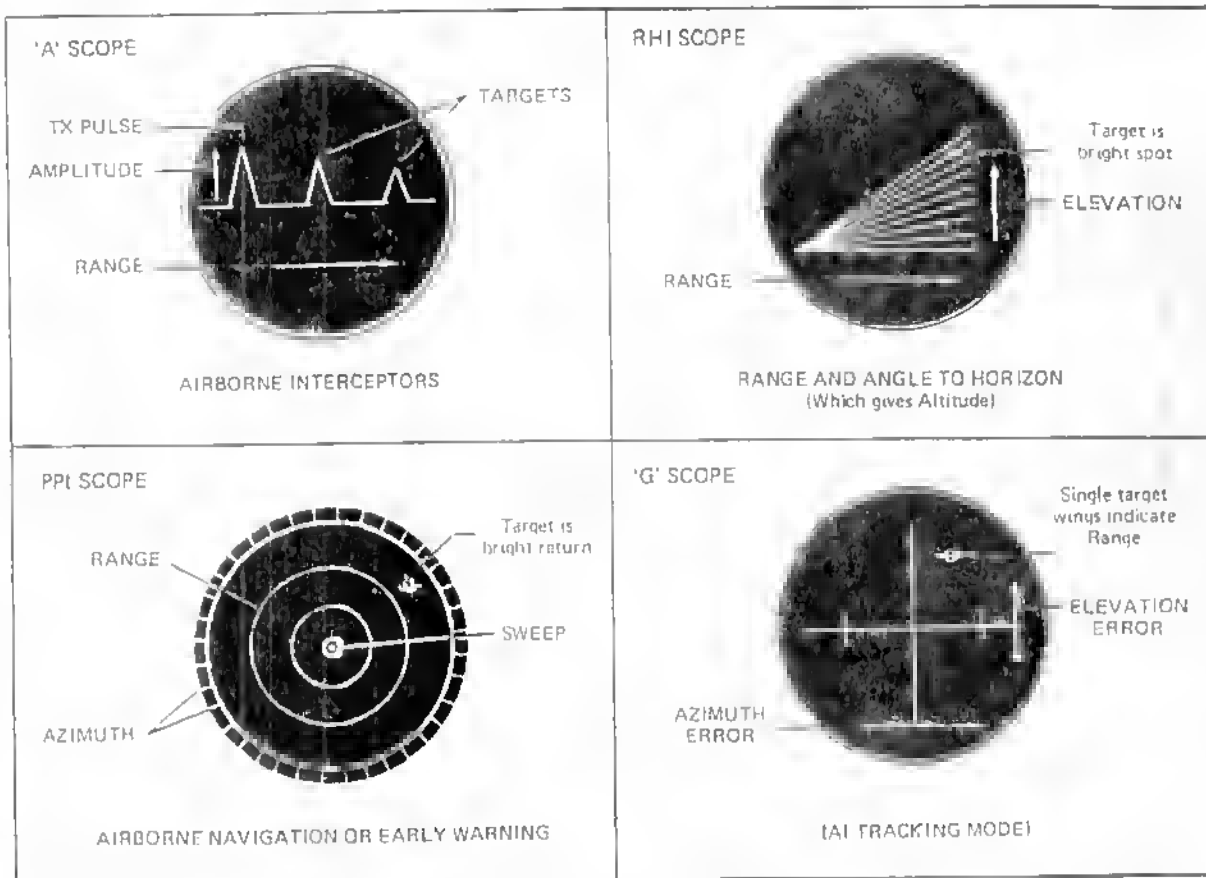 'A' SCOPE
TX PULSE
AMPLITUDE
TARGETS
RANGE
AIRBORNE INTERCEPTORS
RHI SCOPE
Target is
bright spot
ELEVATION
RANGE
RANGE AND ANGLE TO HORIZON
(Which gives Altitude)
PPI SCOPE
RANGE
Target is
bright return
SWEEP
AZIMUTH
AIRBORNE NAVIGATION OR EARLY WARNING
'G' SCOPE
Single target
wings indicate
Range
ELEVATION
ERROR
AZIMUTH
ERROR
(AI TRACKING MODE)